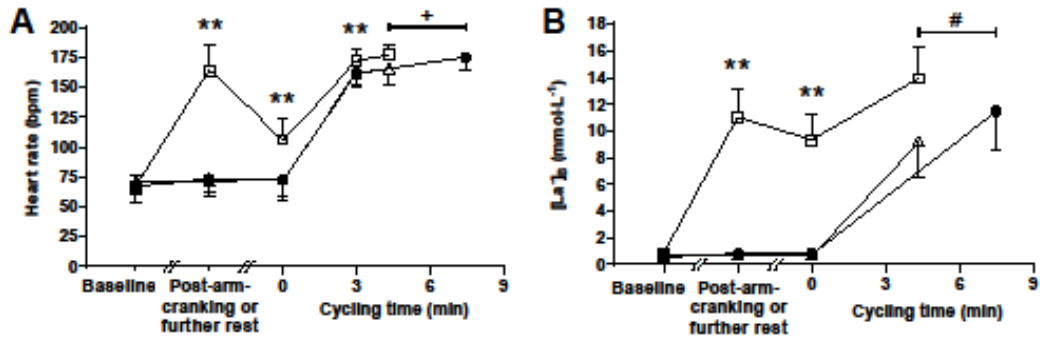 A
B
**
**
**
+
200
175
150
125
100
75
50
25
0
Heart rate (bpm)
Baseline
Post-arm-
cranking or
further rest
0
3
6
9
Cycling time (min)
**
**
#
18
16
14
12
10
8
6
4
2
0
[La⁻]B (mmol·L⁻¹)
Baseline
Post-arm-
cranking or
further rest
0
3
6
9
Cycling time (min)